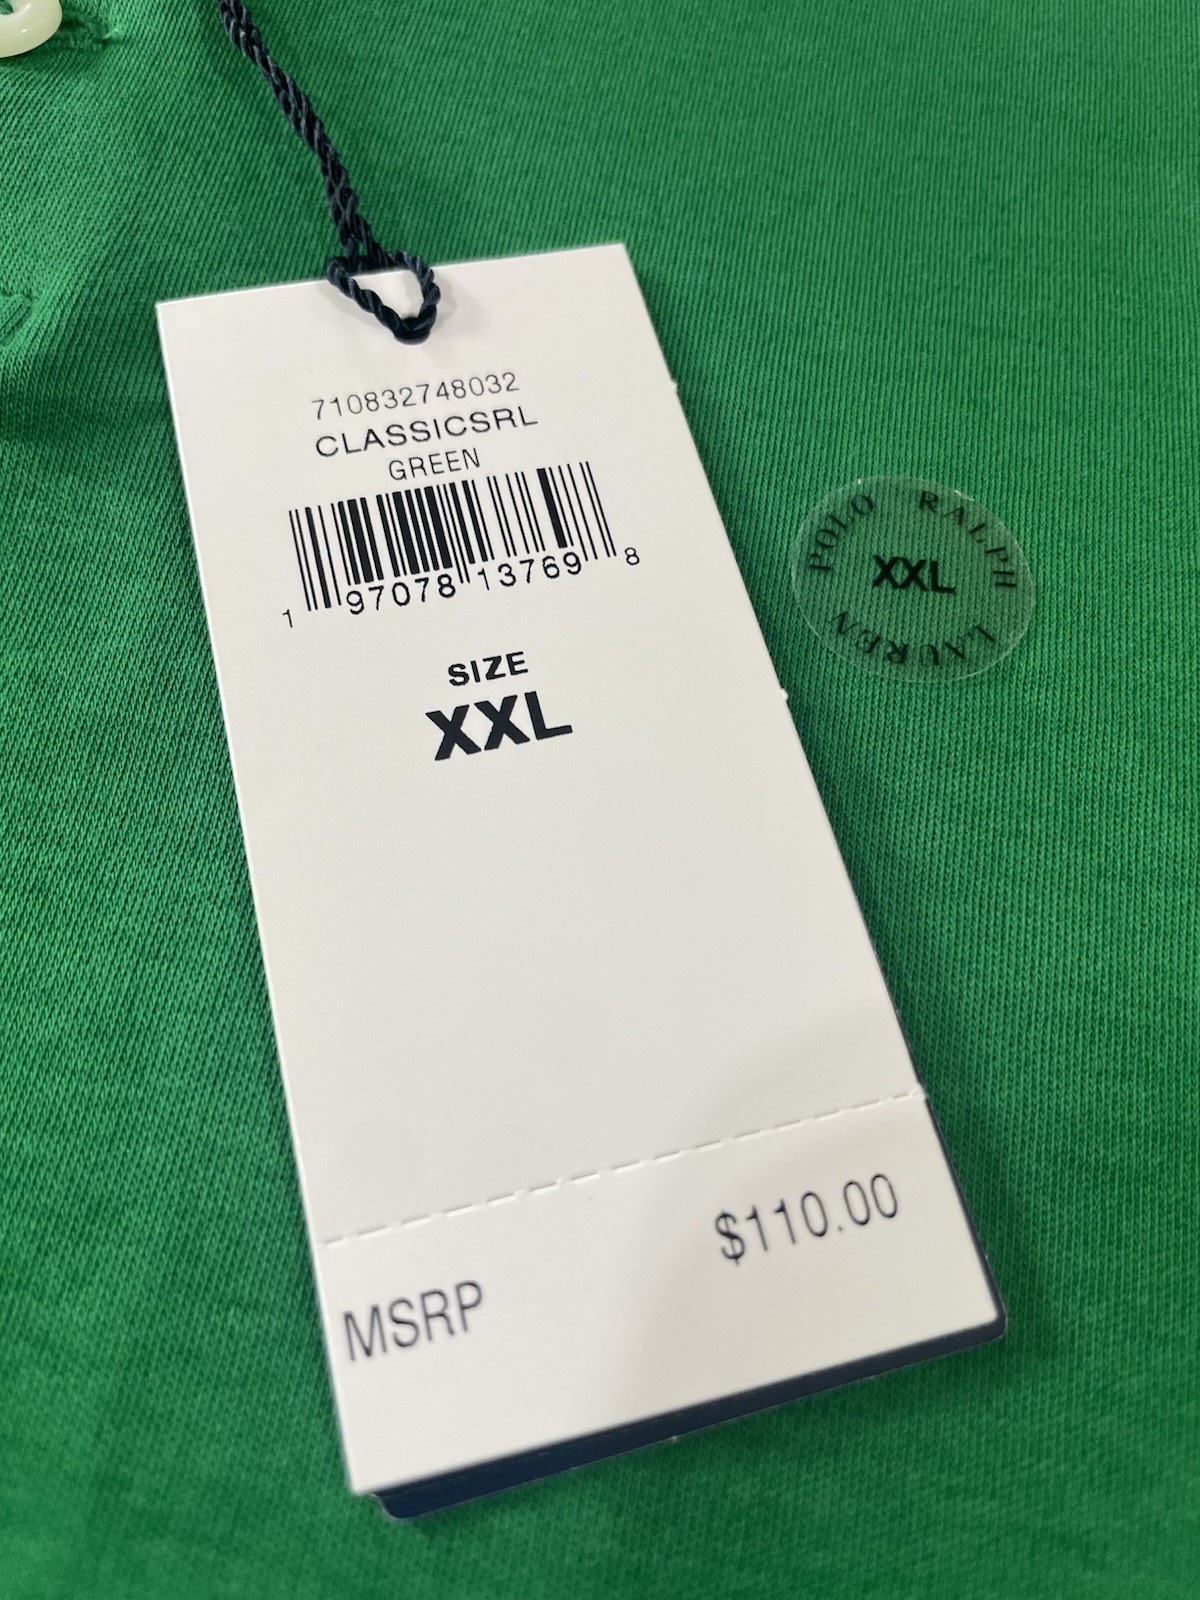 710832748032
CLASSICSRL
GREEN
1 97078 13769 8
SIZE
XXL
$110.00
MSRP
POLO RALPH LAUREN
XXL